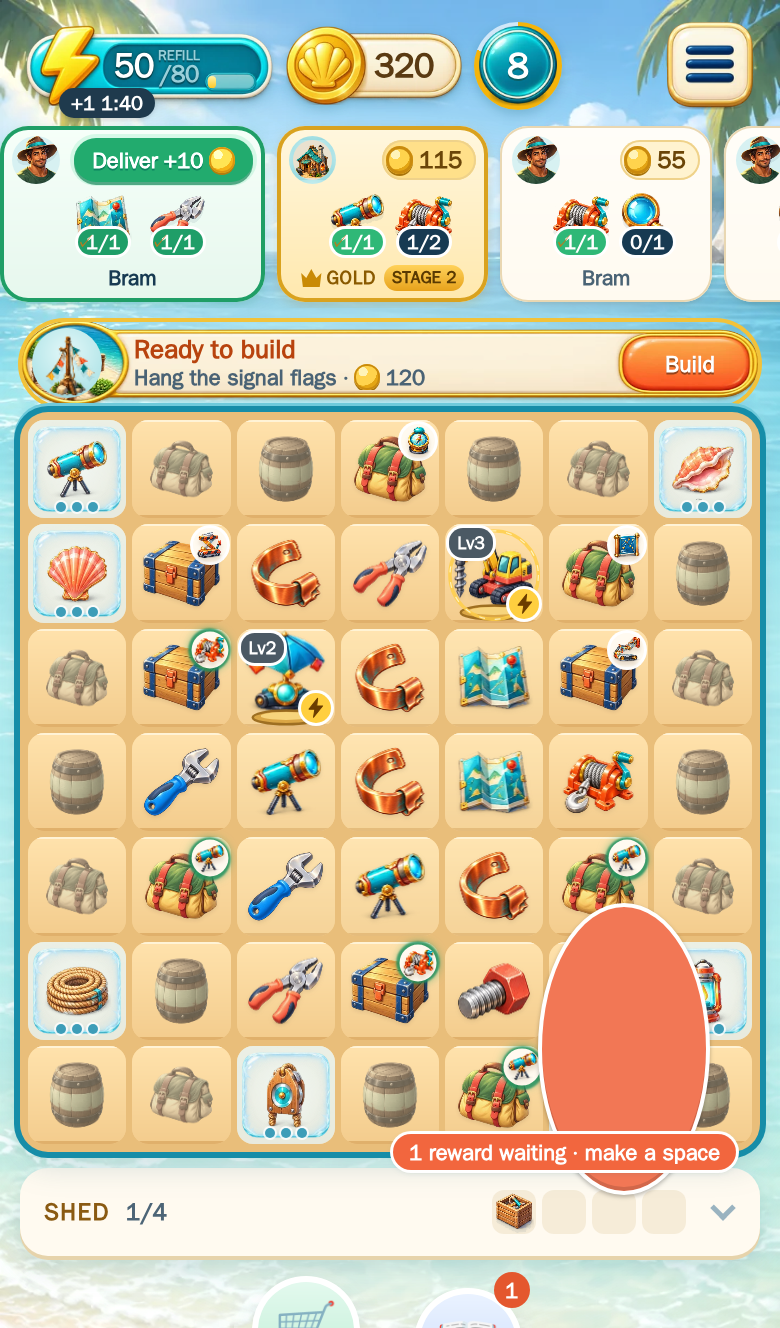 50 REFILL /80
+1 1:40
320
8
Deliver +10
1/1 1/1
Bram
115
1/1 1/2
GOLD STAGE 2
55
1/1 0/1
Bram
Ready to build
Hang the signal flags · 120
Build
Lv3
Lv2
1 reward waiting · make a space
SHED 1/4
1